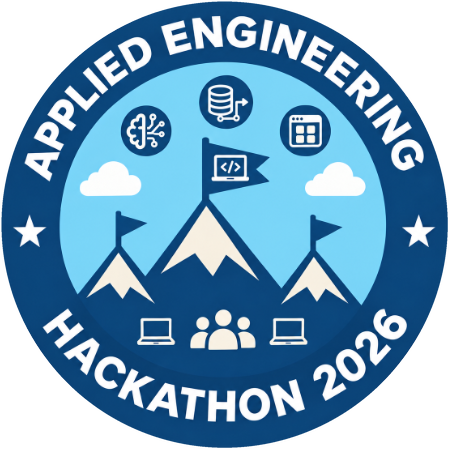 APPLIED ENGINEERING
</>
HACKATHON 2026